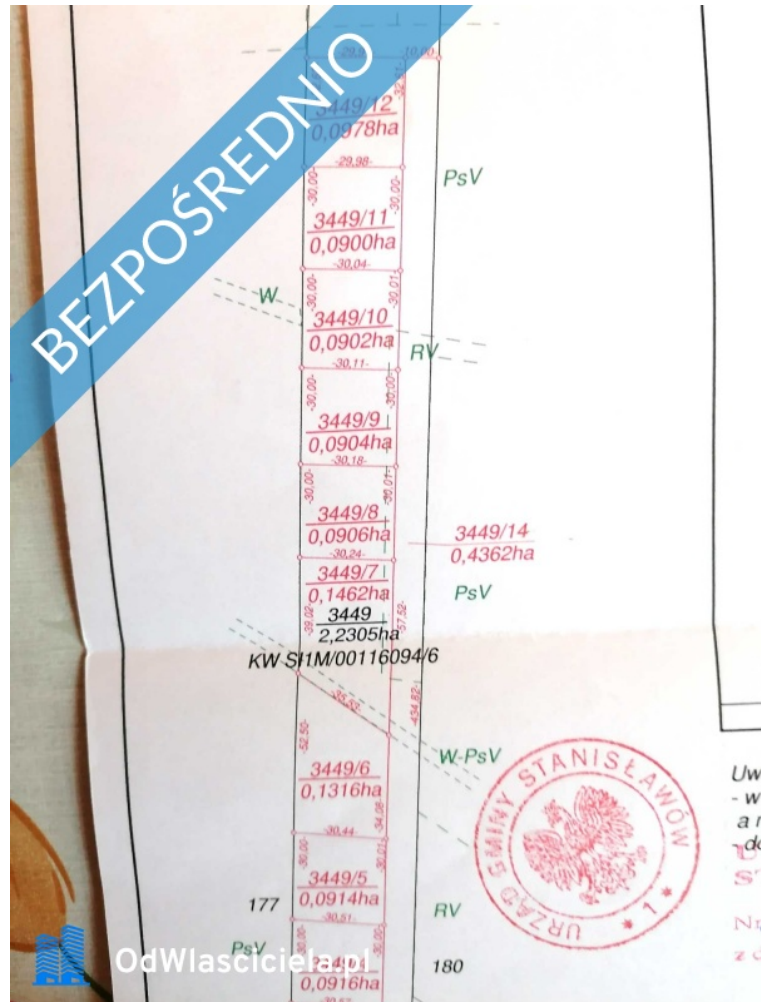 BEZPOŚREDNIO
-10,00-
-32,61-
3449/12
0,0978ha
-29,98-
PsV
-30,00-
-30,00-
3449/11
0,0900ha
-30,04-
W
-30,00-
-30,01-
3449/10
0,0902ha
-30,11-
RV
-30,00-
-30,00-
3449/9
0,0904ha
-30,18-
-30,00-
-30,01-
3449/8
0,0906ha
-30,24-
3449/14
0,4362ha
3449/7
0,1462ha
PsV
-39,02-
-57,52-
3449
2,2305ha
KW SI1M/00116094/6
-35,53-
-434,82-
-52,50-
W-PsV
3449/6
0,1316ha
-34,08-
-30,44
URZĄD GMINY STANISŁAWÓW
* 1 *
Uw
- w
a
-30,00-
-30,01-
3449/5
0,0914ha
-30,51-
177
RV
PsV
-30,00-
-30,00-
OdWlasciciela.pl
0,0916ha
180